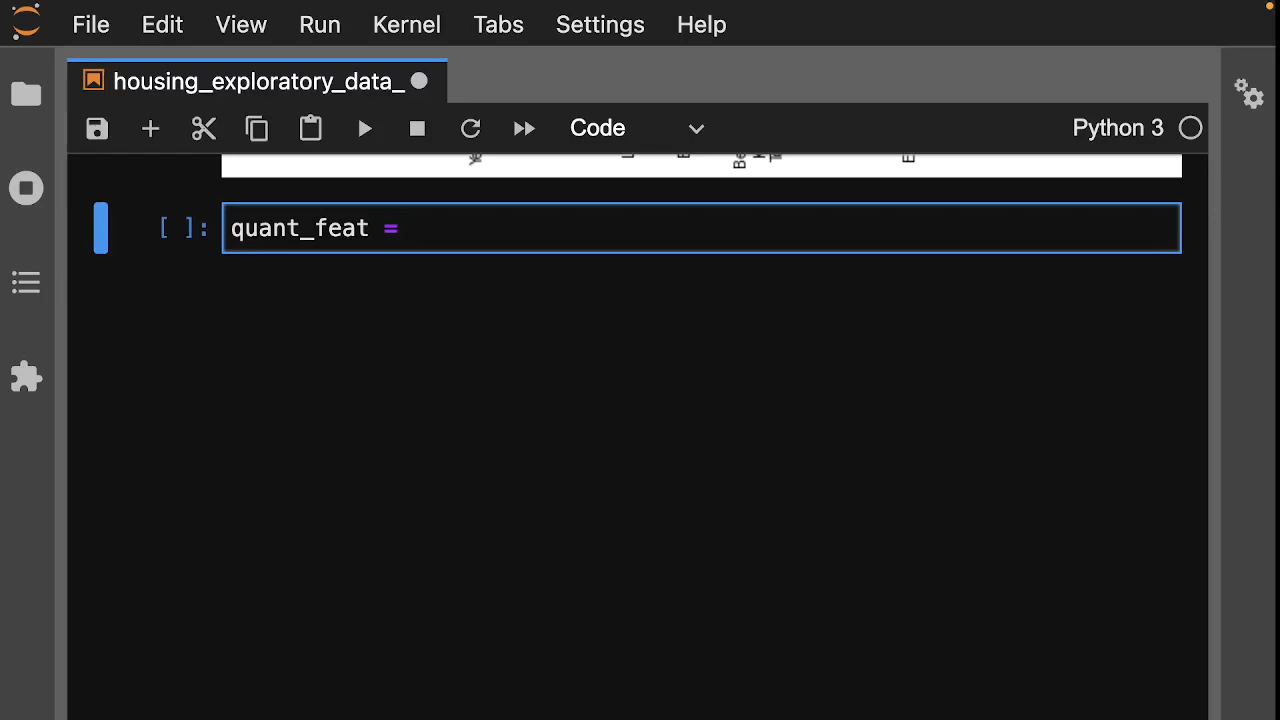 File Edit View Run Kernel Tabs Settings Help
housing_exploratory_data_
Code Python 3
[ ]: quant_feat =